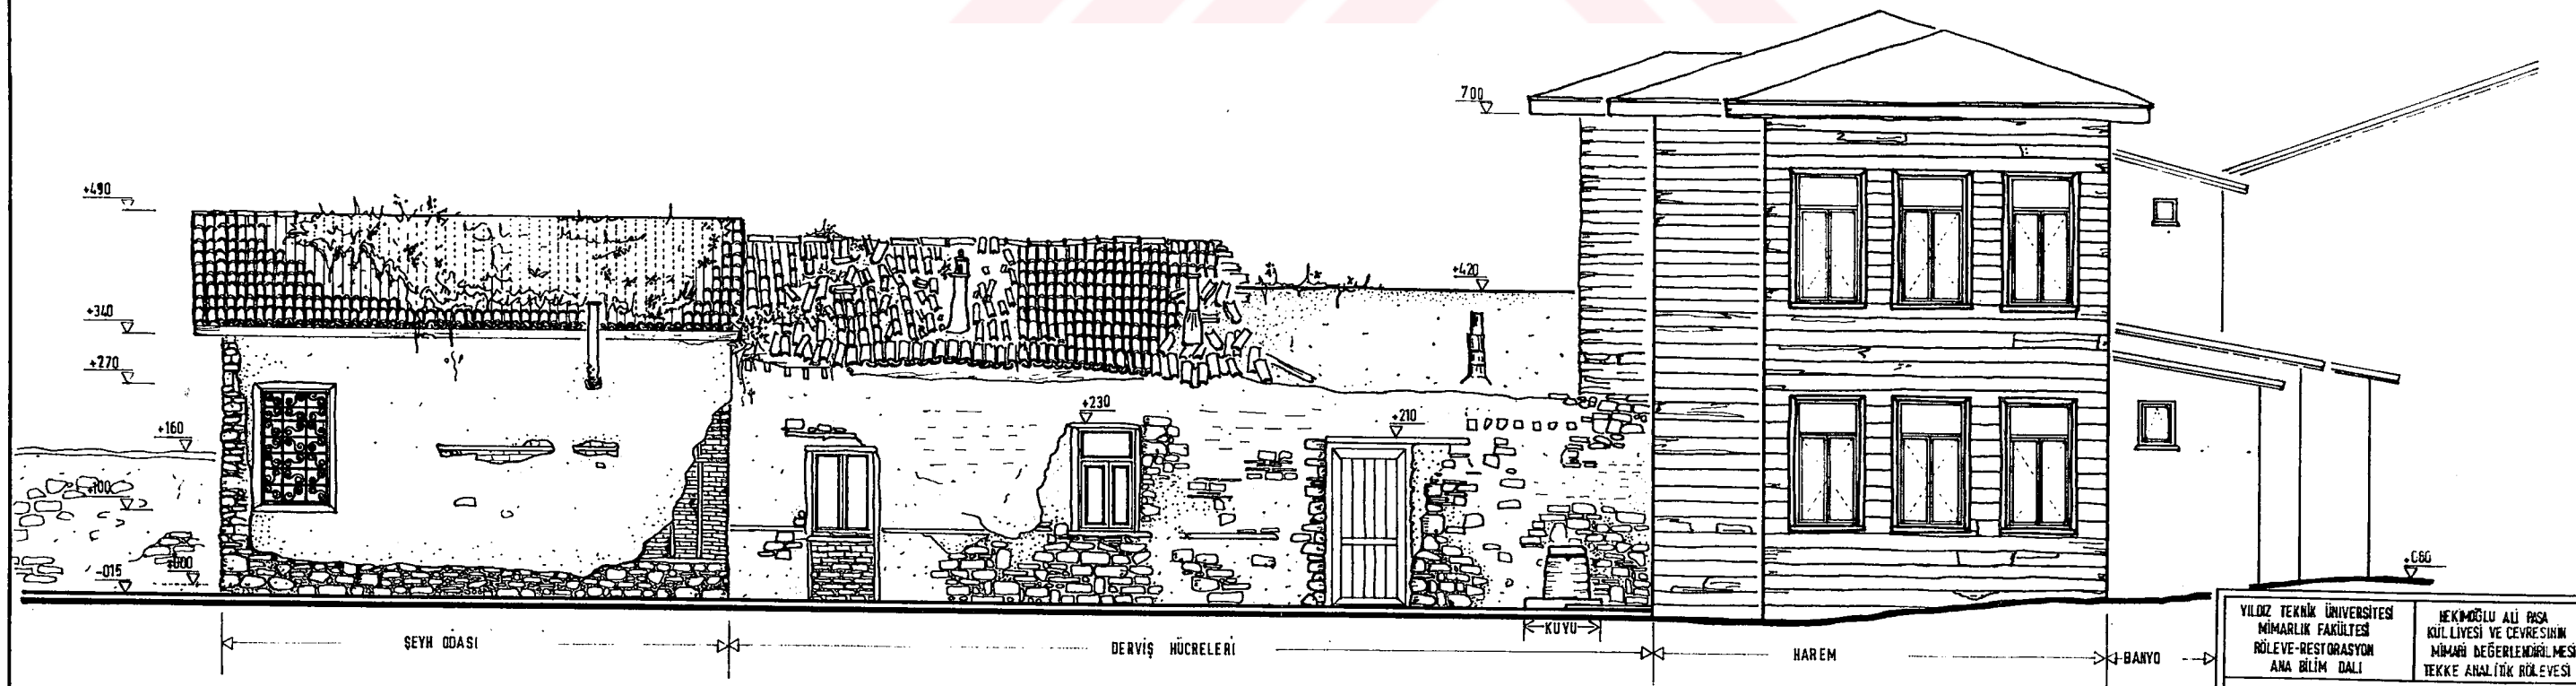 700
+490
+420
+340
+270
+230
+210
+160
+100
-015
+000
+060
ŞEYH ODASI
DERVİŞ HÜCRELERİ
KUYU
HAREM
BANYO
YILDIZ TEKNİK ÜNİVERSİTESİ
MİMARLIK FAKÜLTESİ
RÖLEVE-RESTORASYON
ANA BİLİM DALI
HEKİMOĞLU ALİ PAŞA
KÜLLİYESİ VE ÇEVRESİNİN
MİMARİ DEĞERLENDİRİLMESİ
TEKKE ANALİTİK RÖLEVESİ